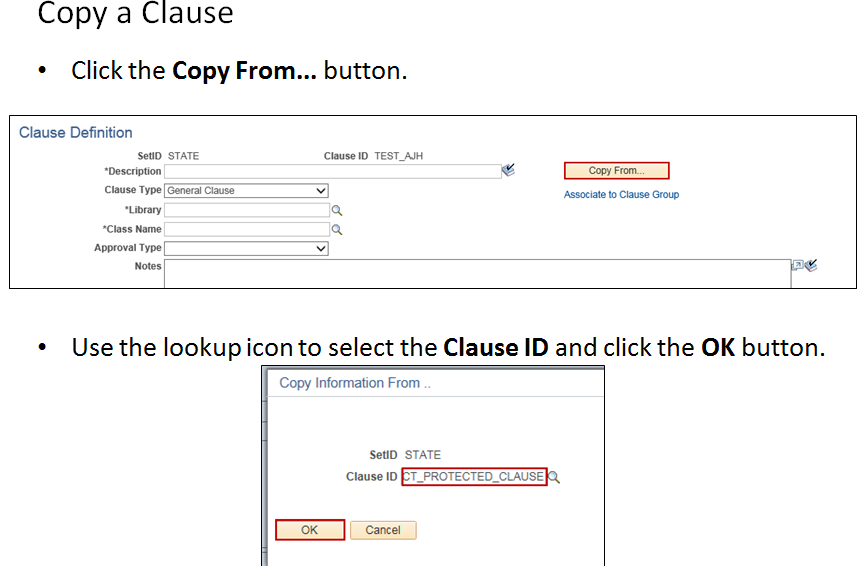 Copy a Clause
• Click the Copy From... button.
Clause Definition
SetID STATE Clause ID TEST_AJH
*Description Copy From...
Clause Type General Clause Associate to Clause Group
*Library
*Class Name
Approval Type
Notes
• Use the lookup icon to select the Clause ID and click the OK button.
Copy Information From ..
SetID STATE
Clause ID CT_PROTECTED_CLAUSE
OK Cancel